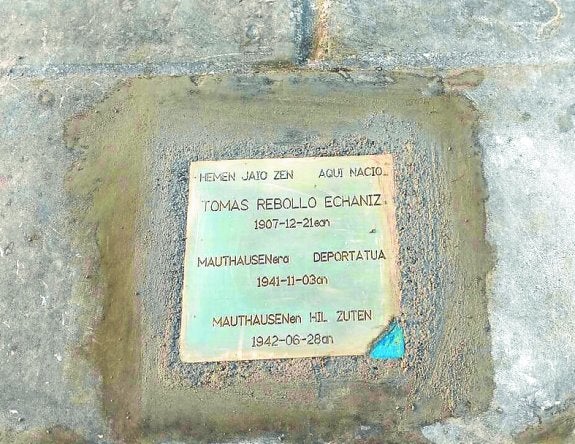 HEMEN JAIO ZEN AQUI NACIO
TOMAS REBOLLO ECHANIZ
1907-12-21ean
MAUTHAUSENera DEPORTATUA
1941-11-03an
MAUTHAUSENen HIL ZUTEN
1942-06-28an